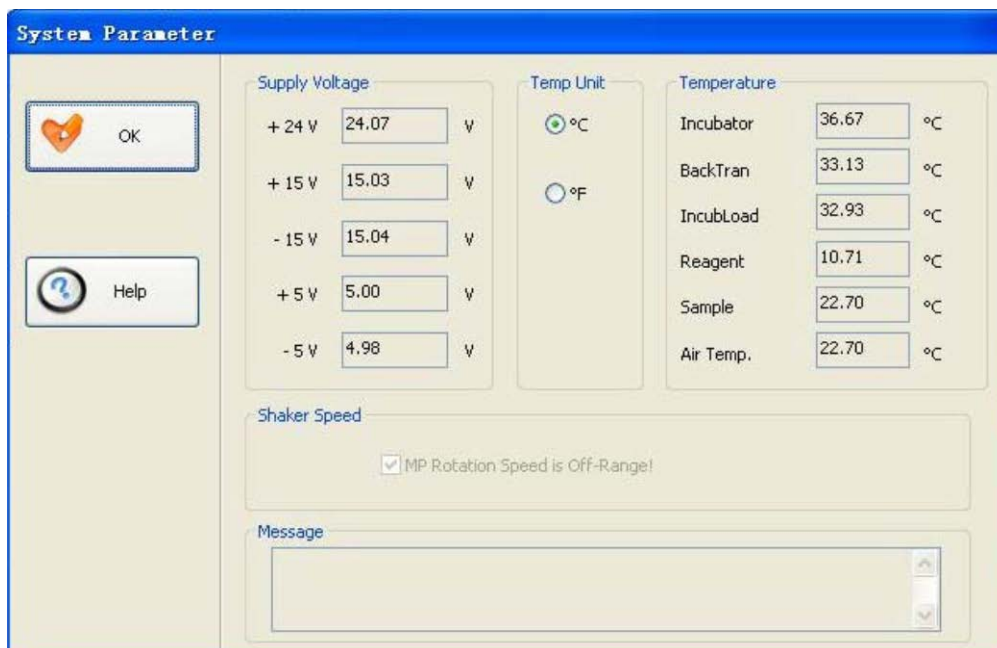 System Parameter
OK
Help
Supply Voltage
+ 24 V 24.07 V
+ 15 V 15.03 V
- 15 V 15.04 V
+ 5 V 5.00 V
- 5 V 4.98 V
Temp Unit
°C
°F
Temperature
Incubator 36.67 °C
BackTran 33.13 °C
IncubLoad 32.93 °C
Reagent 10.71 °C
Sample 22.70 °C
Air Temp. 22.70 °C
Shaker Speed
MP Rotation Speed is Off-Range!
Message